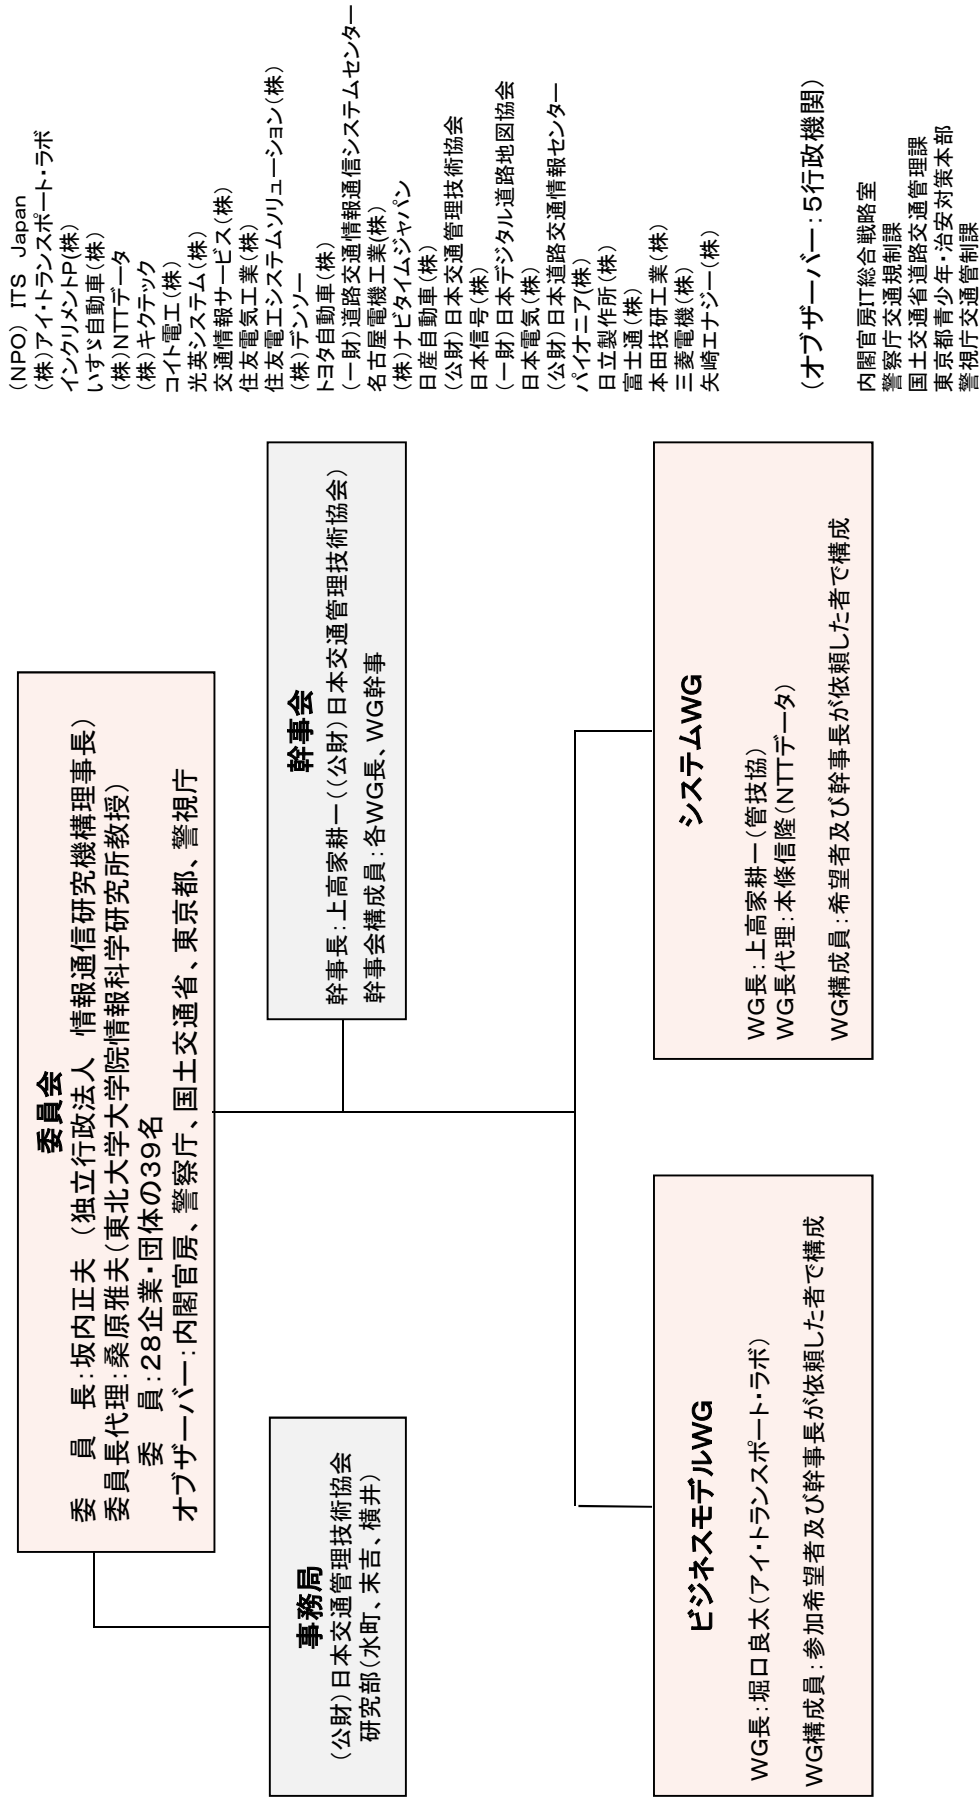 委員会
委　員　長：坂内正夫（独立行政法人　情報通信研究機構理事長）
委員長代理：桑原雅夫（東北大学大学院情報科学研究所教授）
委　員：２８企業・団体の３９名
オブザーバー：内閣官房、警察庁、国土交通省、東京都、警視庁
事務局
（公財）日本交通管理技術協会
研究部（水町、末吉、横井）
幹事会
幹事長：上高家耕一（（公財）日本交通管理技術協会）
幹事会構成員：各WG長、WG幹事
ビジネスモデルWG
WG長：堀口良太（アイ・トランスポート・ラボ）
WG構成員：参加希望者及び幹事長が依頼した者で構成
システムWG
WG長：上高家耕一（管技協）
WG長代理：本條信隆（NTTデータ）
WG構成員：希望者及び幹事長が依頼した者で構成
（NPO）ITS Japan
（株）アイ・トランスポート・ラボ
インクリメントP（株）
いすゞ自動車（株）
（株）NTTデータ
（株）キクテック
コイト電工（株）
光英システム（株）
交通情報サービス（株）
住友電気工業（株）
住友電工システムソリューション（株）
（株）デンソー
トヨタ自動車（株）
（一財）道路交通情報通信システムセンター
名古屋電機工業（株）
（株）ナビタイムジャパン
日産自動車（株）
（公財）日本交通管理技術協会
日本信号（株）
（一財）日本デジタル道路地図協会
日本電気（株）
（公財）日本道路交通情報センター
パイオニア（株）
日立製作所（株）
富士通（株）
本田技研工業（株）
三菱電機（株）
矢崎エナジー（株）
（オブザーバー：５行政機関）
内閣官房IT総合戦略室
警察庁交通規制課
国土交通省道路交通管理課
東京都青少年・治安対策本部
警視庁交通管制課